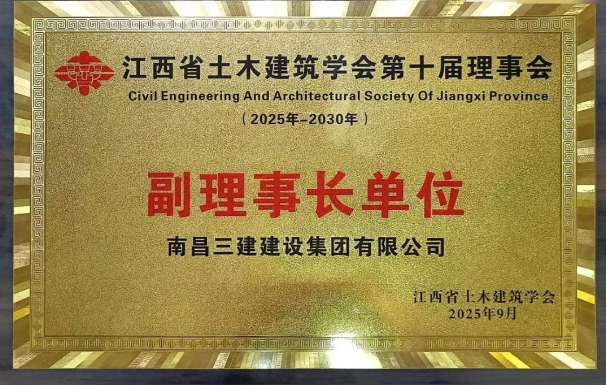 江西省土木建筑学会第十届理事会
Civil Engineering And Architectural Society Of Jiangxi Province
（2025年-2030年）
副理事长单位
南昌三建建设集团有限公司
江西省土木建筑学会
2025年9月